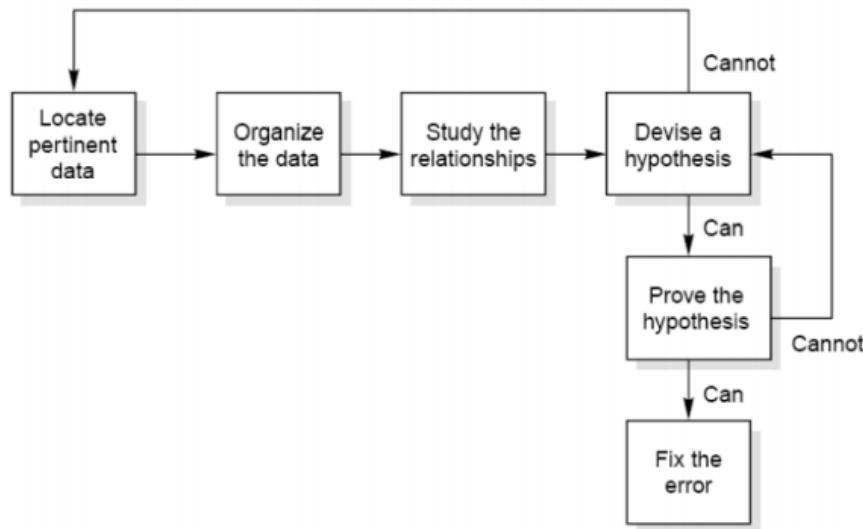 Cannot
Locate
pertinent
data
Organize
the data
Study the
relationships
Devise a
hypothesis
Can
Prove the
hypothesis
Cannot
Can
Fix the
error